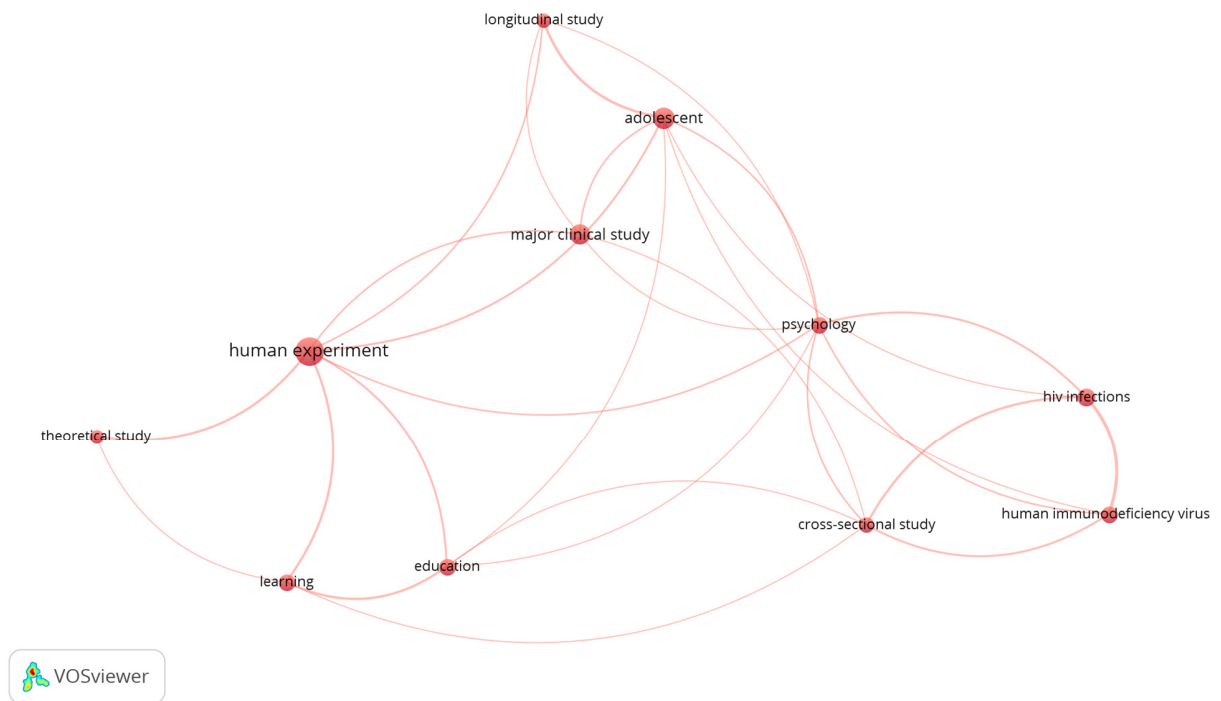 longitudinal study
adolescent
major clinical study
psychology
human experiment
hiv infections
theoretical study
human immunodeficiency virus
cross-sectional study
education
learning
VOSviewer